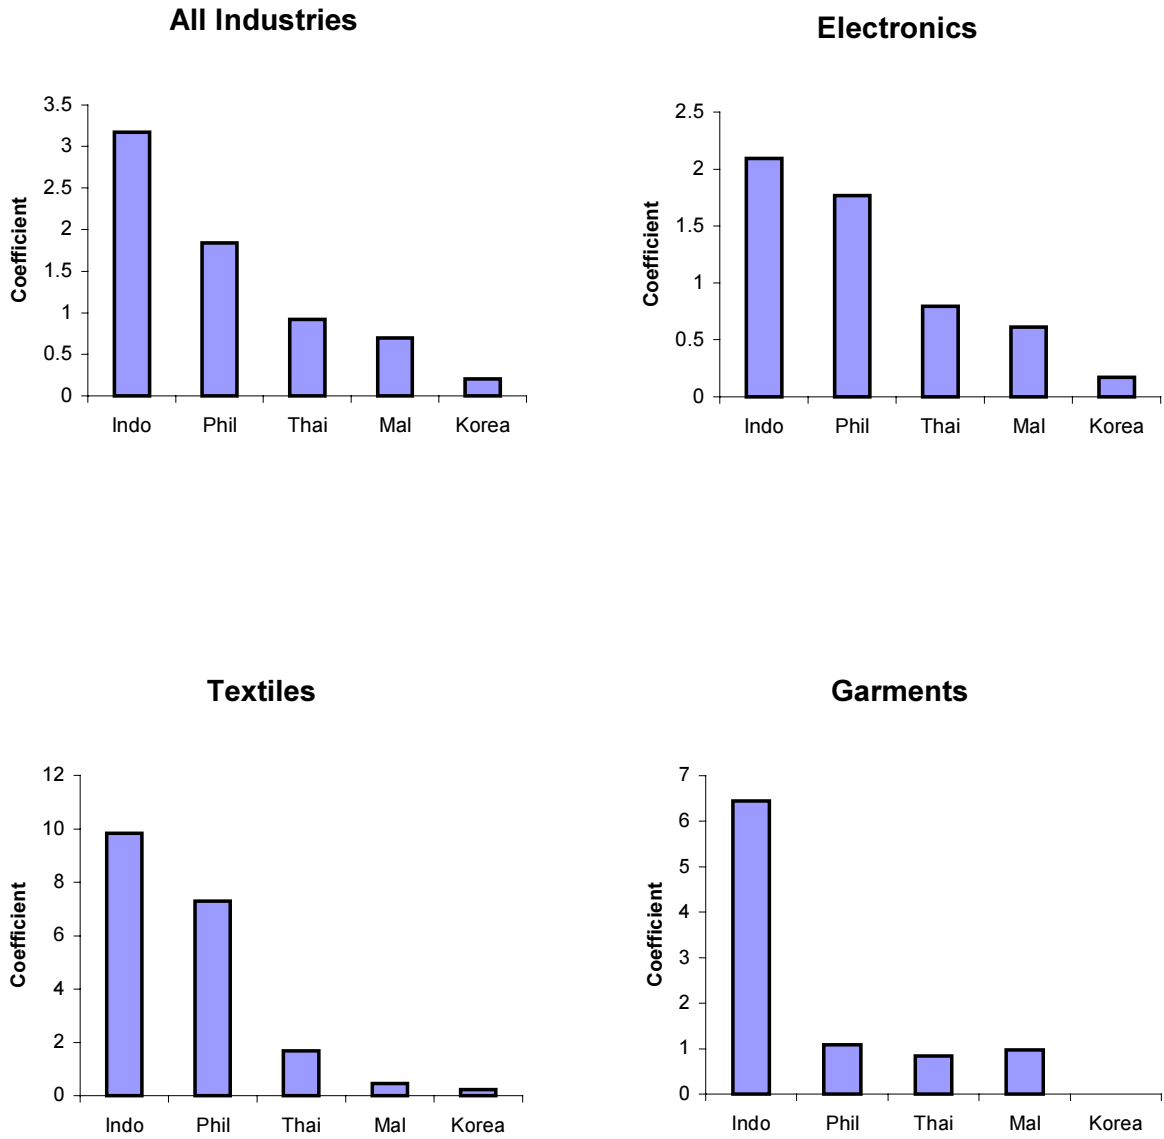 All Industries
Coefficient
3.5
3
2.5
2
1.5
1
0.5
0
Indo Phil Thai Mal Korea
Electronics
Coefficient
2.5
2
1.5
1
0.5
0
Indo Phil Thai Mal Korea
Textiles
Coefficient
12
10
8
6
4
2
0
Indo Phil Thai Mal Korea
Garments
Coefficient
7
6
5
4
3
2
1
0
Indo Phil Thai Mal Korea